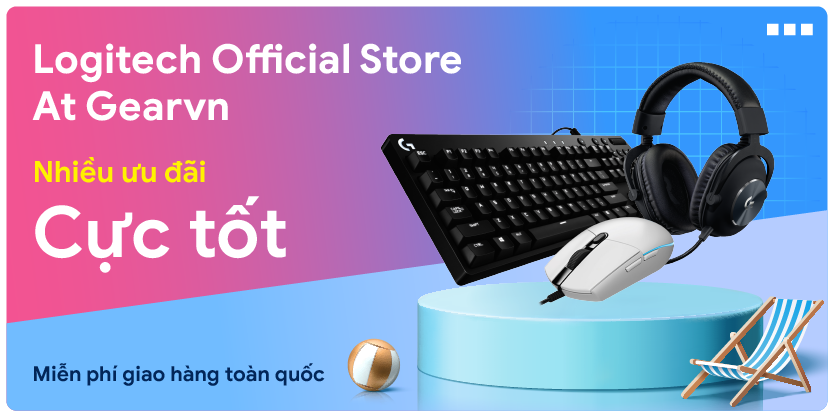 Logitech Official Store
At Gearvn
Nhiều ưu đãi
Cực tốt
Miễn phí giao hàng toàn quốc